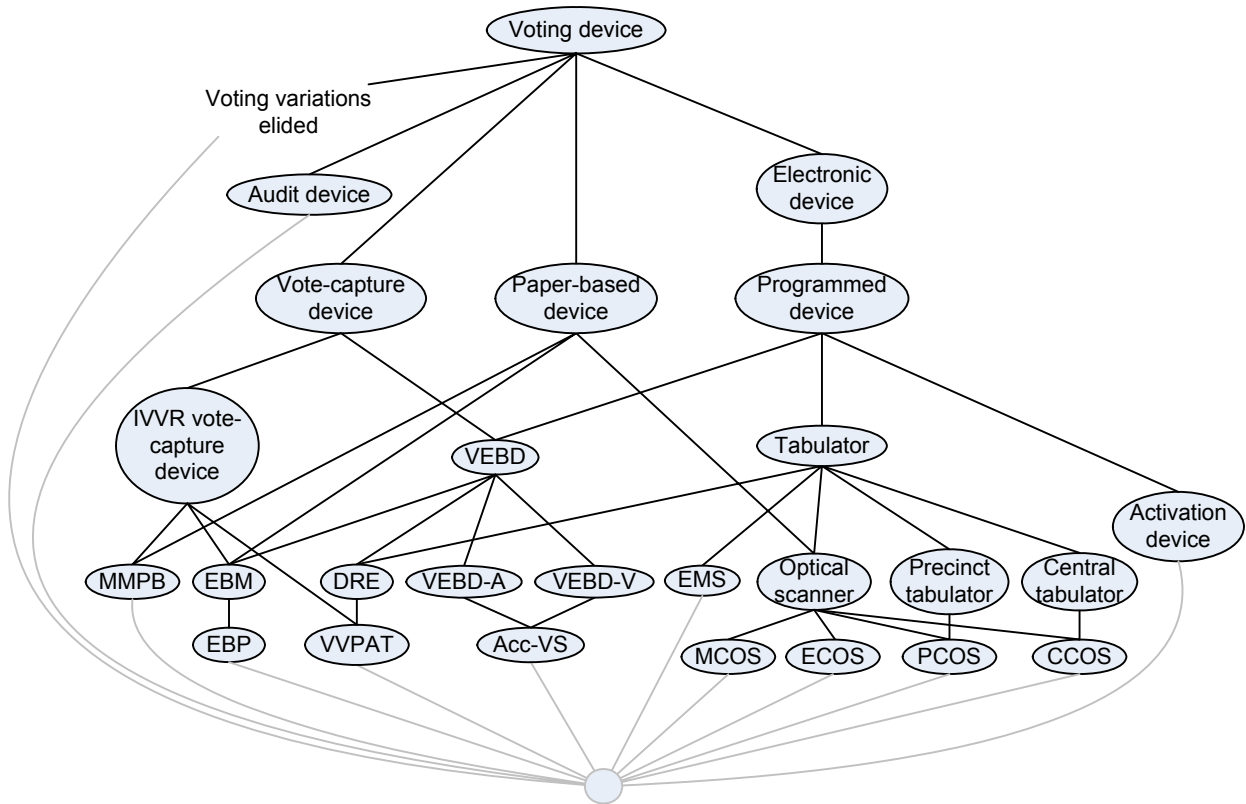 Voting device
Voting variations
elided
Audit device
Electronic
device
Vote-capture
device
Paper-based
device
Programmed
device
IVVR vote-
capture
device
VEBD
Tabulator
Activation
device
MMPB
EBM
DRE
VEBD-A
VEBD-V
EMS
Optical
scanner
Precinct
tabulator
Central
tabulator
EBP
VVPAT
Acc-VS
MCOS
ECOS
PCOS
CCOS